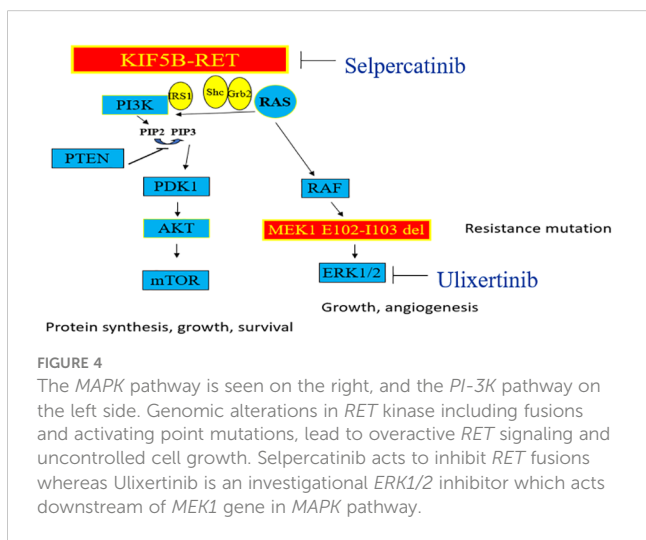 KIF5B-RET
Selpercatinib
IRS1
Shc
Grb2
RAS
PI3K
PIP2
PIP3
PTEN
PDK1
RAF
AKT
MEK1 E102-I103 del
Resistance mutation
mTOR
ERK1/2
Ulixertinib
Growth, angiogenesis
Protein synthesis, growth, survival
FIGURE 4
The MAPK pathway is seen on the right, and the PI-3K pathway on
the left side. Genomic alterations in RET kinase including fusions
and activating point mutations, lead to overactive RET signaling and
uncontrolled cell growth. Selpercatinib acts to inhibit RET fusions
whereas Ulixertinib is an investigational ERK1/2 inhibitor which acts
downstream of MEK1 gene in MAPK pathway.